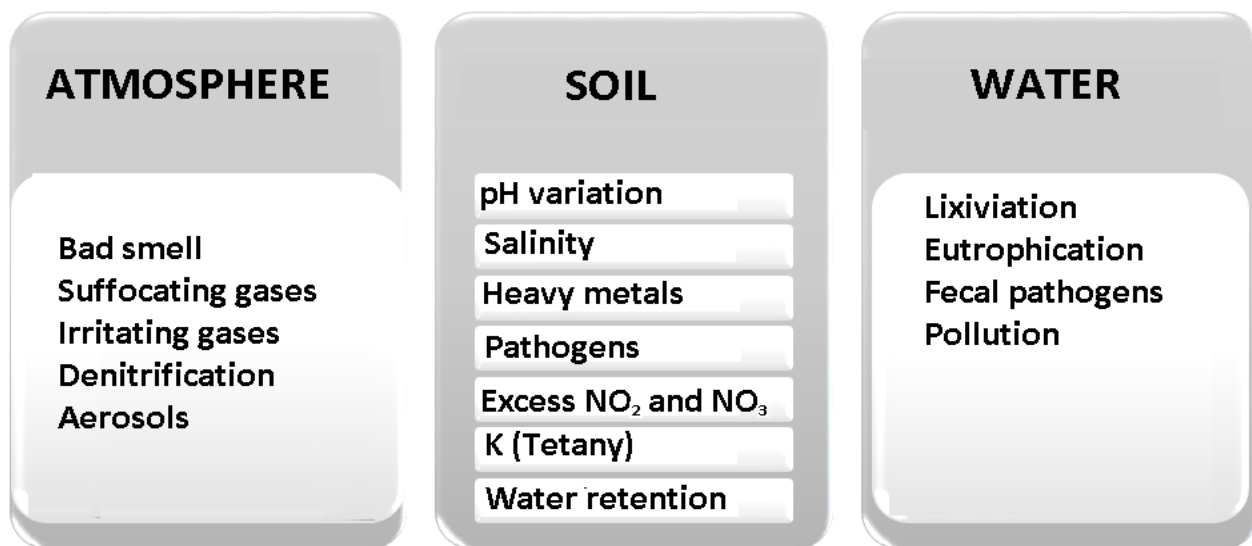 ATMOSPHERE
Bad smell
Suffocating gases
Irritating gases
Denitrification
Aerosols
SOIL
pH variation
Salinity
Heavy metals
Pathogens
Excess NO₂ and NO₃
K (Tetany)
Water retention
WATER
Lixiviation
Eutrophication
Fecal pathogens
Pollution